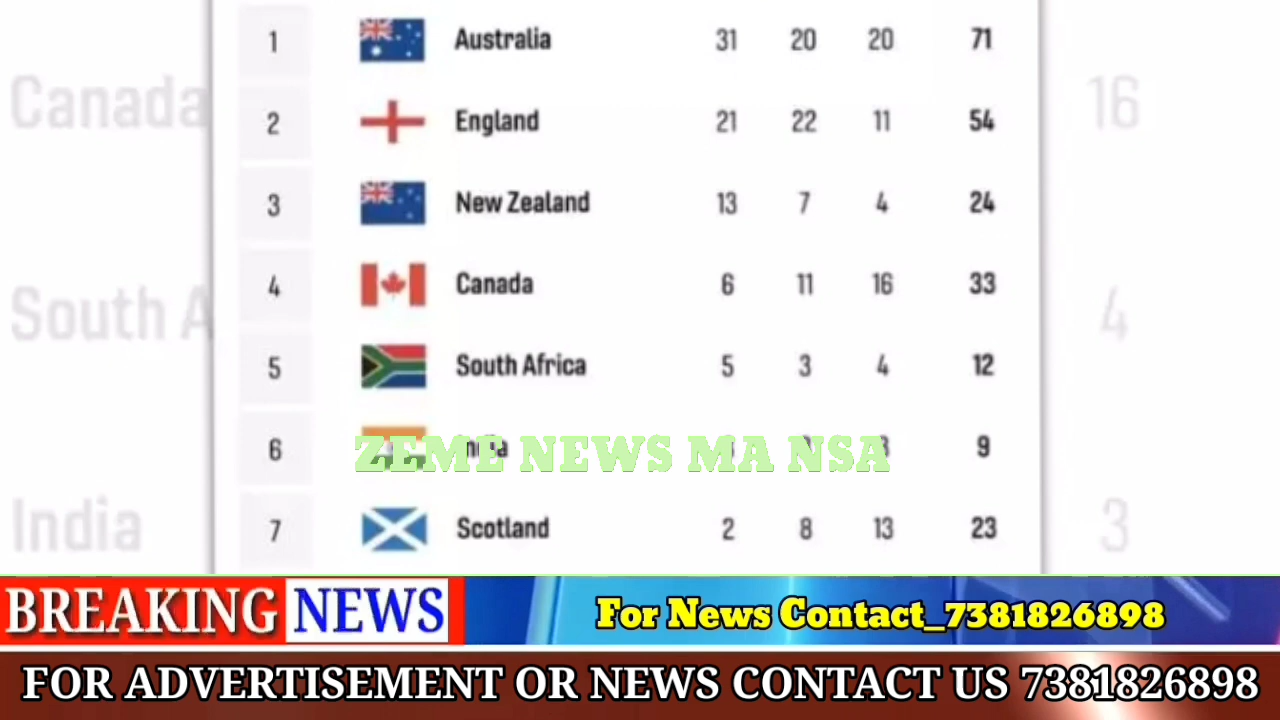 1 Australia 31 20 20 71
Canada 16
2 England 21 22 11 54
3 New Zealand 13 7 4 24
4 Canada 6 11 16 33
South A 4
5 South Africa 5 3 4 12
6 9
ZEME NEWS MA NSA
7 Scotland 2 8 13 23
India 3
BREAKING NEWS
For News Contact_7381826898
FOR ADVERTISEMENT OR NEWS CONTACT US 7381826898